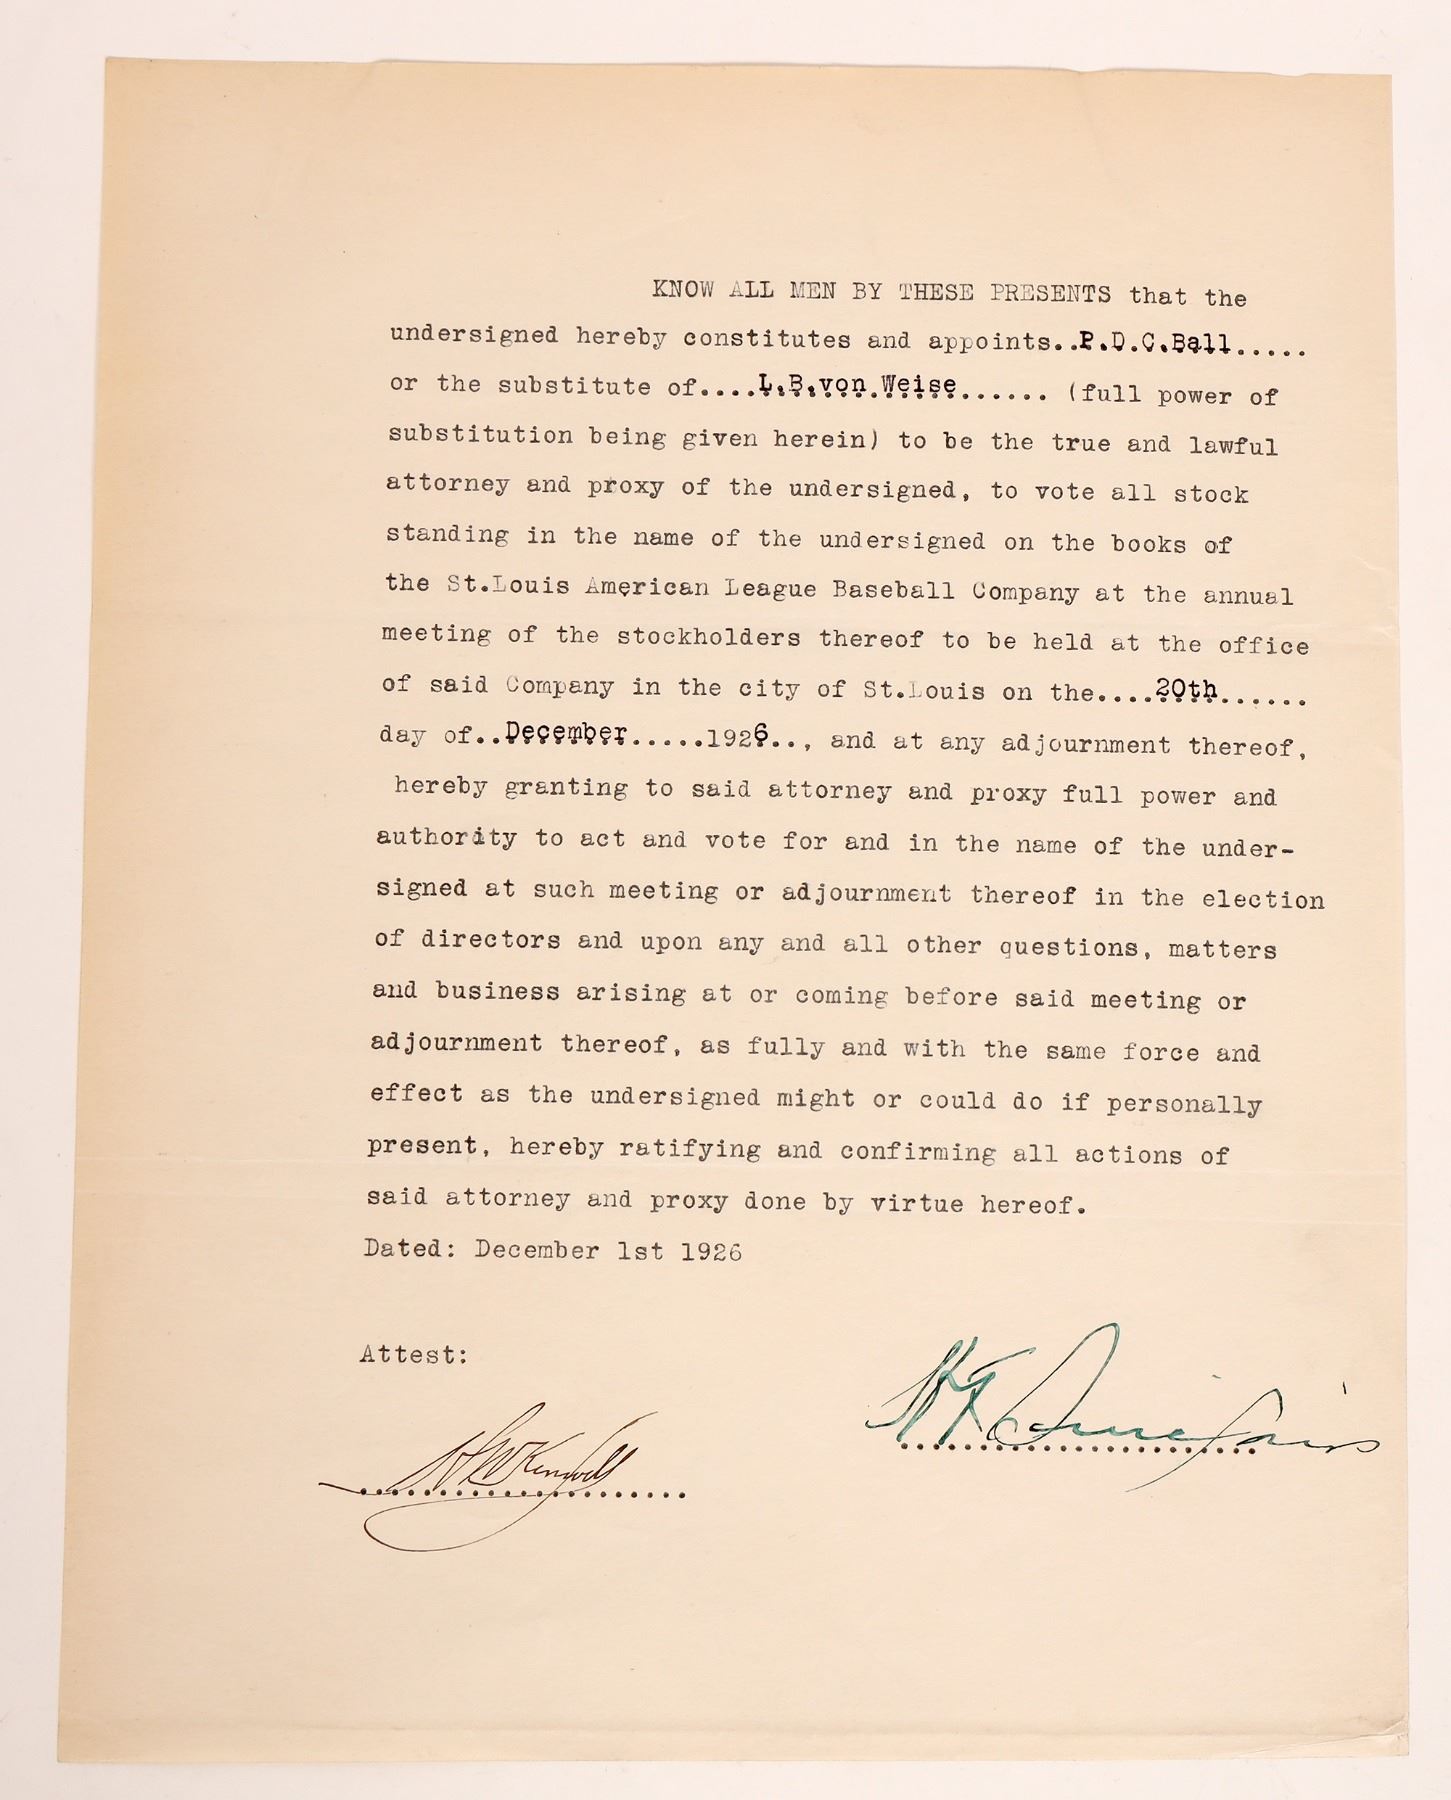 KNOW ALL MEN BY THESE PRESENTS that the
undersigned hereby constitutes and appoints..P.D.C.Ball.....
or the substitute of....L.B.von Weise...... (full power of
substitution being given herein) to be the true and lawful
attorney and proxy of the undersigned, to vote all stock
standing in the name of the undersigned on the books of
the St.Louis American League Baseball Company at the annual
meeting of the stockholders thereof to be held at the office
of said Company in the city of St.Louis on the....20th......
day of..December.....1926.., and at any adjournment thereof,
hereby granting to said attorney and proxy full power and
authority to act and vote for and in the name of the under-
signed at such meeting or adjournment thereof in the election
of directors and upon any and all other questions, matters
and business arising at or coming before said meeting or
adjournment thereof, as fully and with the same force and
effect as the undersigned might or could do if personally
present, hereby ratifying and confirming all actions of
said attorney and proxy done by virtue hereof.
Dated: December 1st 1926
Attest: